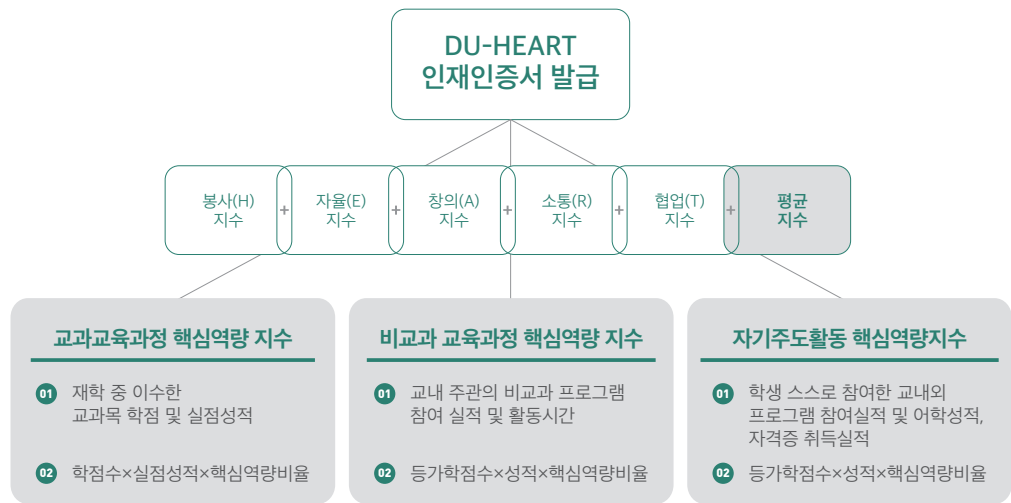 DU-HEART
인재인증서 발급
봉사(H)
지수
+
자율(E)
지수
+
창의(A)
지수
+
소통(R)
지수
+
협업(T)
지수
+
평균
지수
교과교육과정 핵심역량 지수
01 재학 중 이수한
교과목 학점 및 실점성적
02 학점수×실점성적×핵심역량비율
비교과 교육과정 핵심역량 지수
01 교내 주관의 비교과 프로그램
참여 실적 및 활동시간
02 등가학점수×성적×핵심역량비율
자기주도활동 핵심역량지수
01 학생 스스로 참여한 교내외
프로그램 참여실적 및 어학성적,
자격증 취득실적
02 등가학점수×성적×핵심역량비율